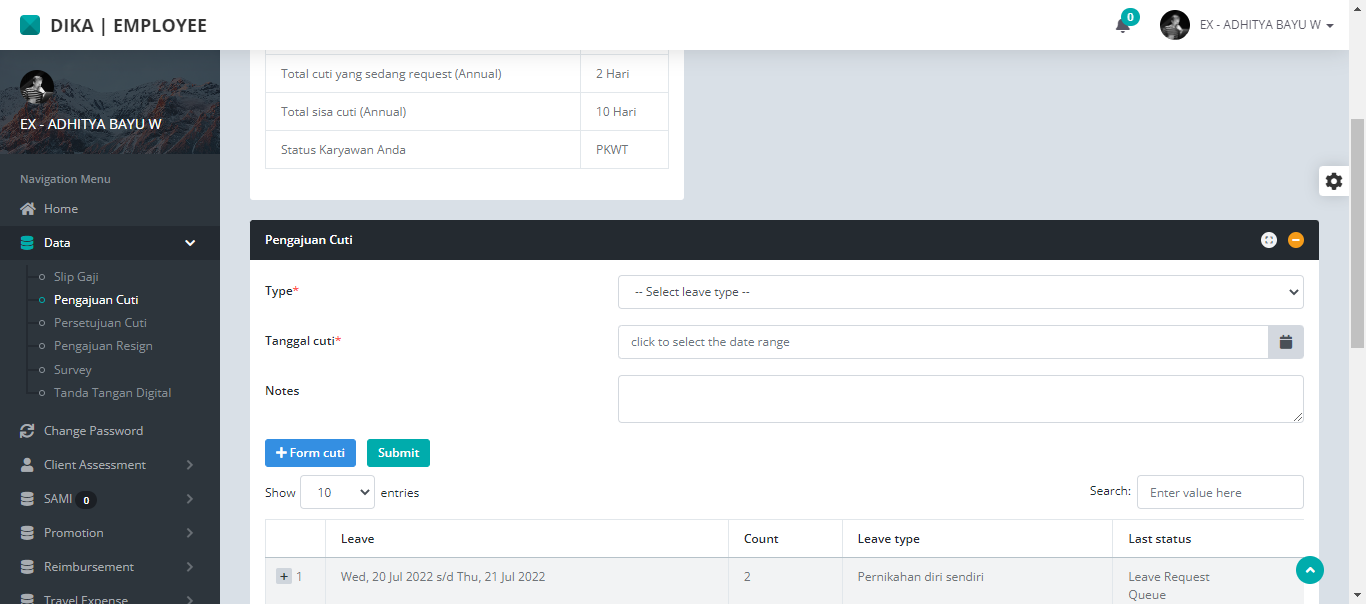 DIKA | EMPLOYEE
0
EX - ADHITYA BAYU W
EX - ADHITYA BAYU W
Navigation Menu
Home
Data
Slip Gaji
Pengajuan Cuti
Persetujuan Cuti
Pengajuan Resign
Survey
Tanda Tangan Digital
Change Password
Client Assessment
SAMI 0
Promotion
Reimbursement
Travel Expense
Total cuti yang sedang request (Annual) 2 Hari
Total sisa cuti (Annual) 10 Hari
Status Karyawan Anda PKWT
Pengajuan Cuti
Type* -- Select leave type --
Tanggal cuti* click to select the date range
Notes
Form cuti Submit
Show 10 entries Search: Enter value here
Leave Count Leave type Last status
1 Wed, 20 Jul 2022 s/d Thu, 21 Jul 2022 2 Pernikahan diri sendiri Leave Request
Queue